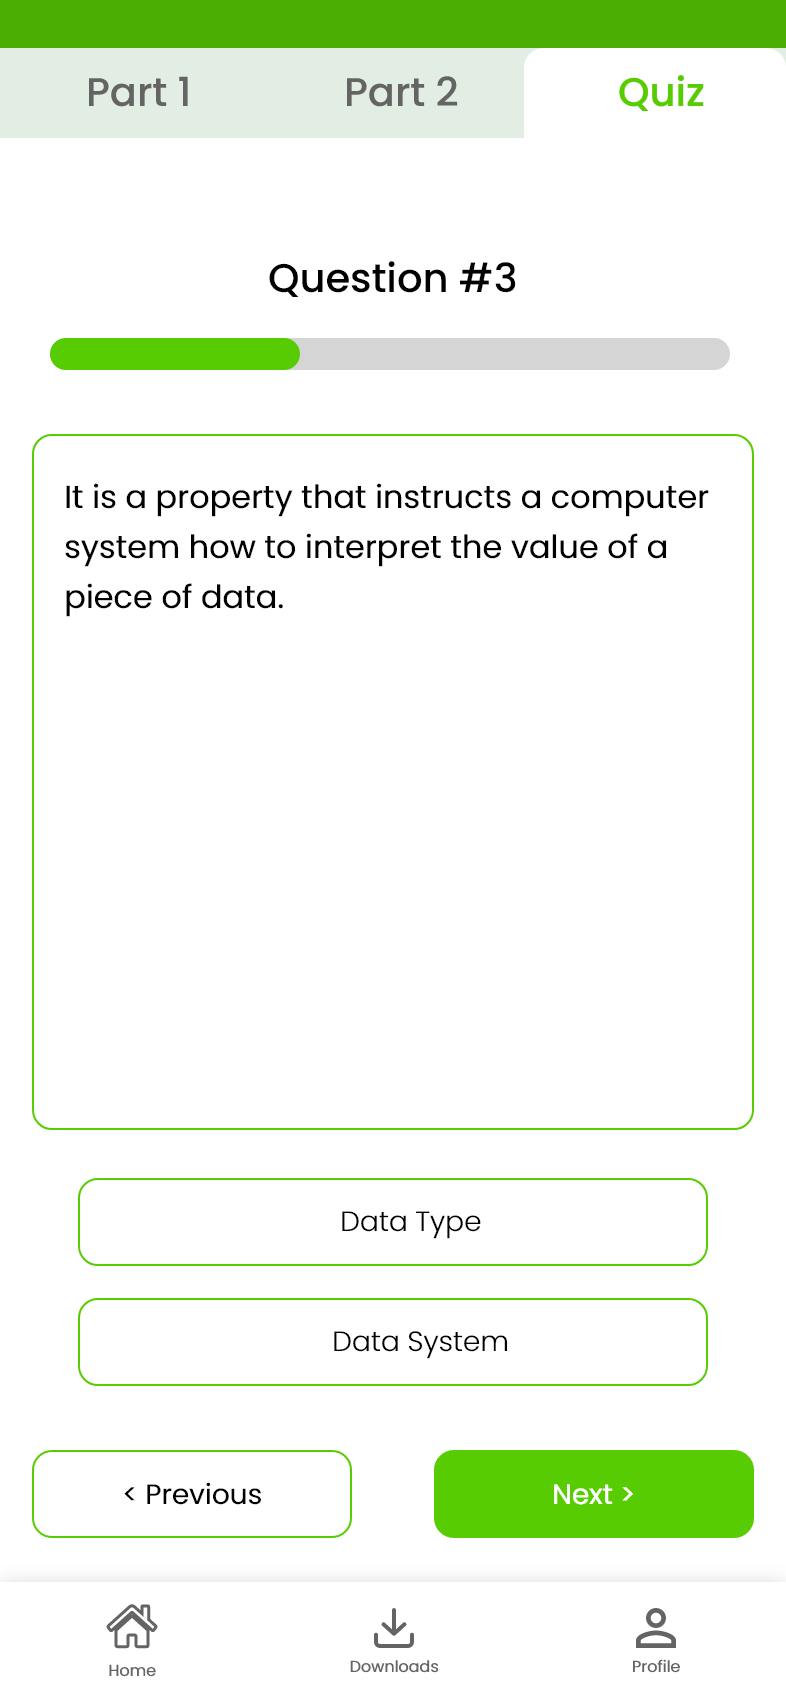 Part 1 Part 2 Quiz
Question #3
It is a property that instructs a computer
system how to interpret the value of a
piece of data.
Data Type
Data System
< Previous Next >
Home Downloads Profile